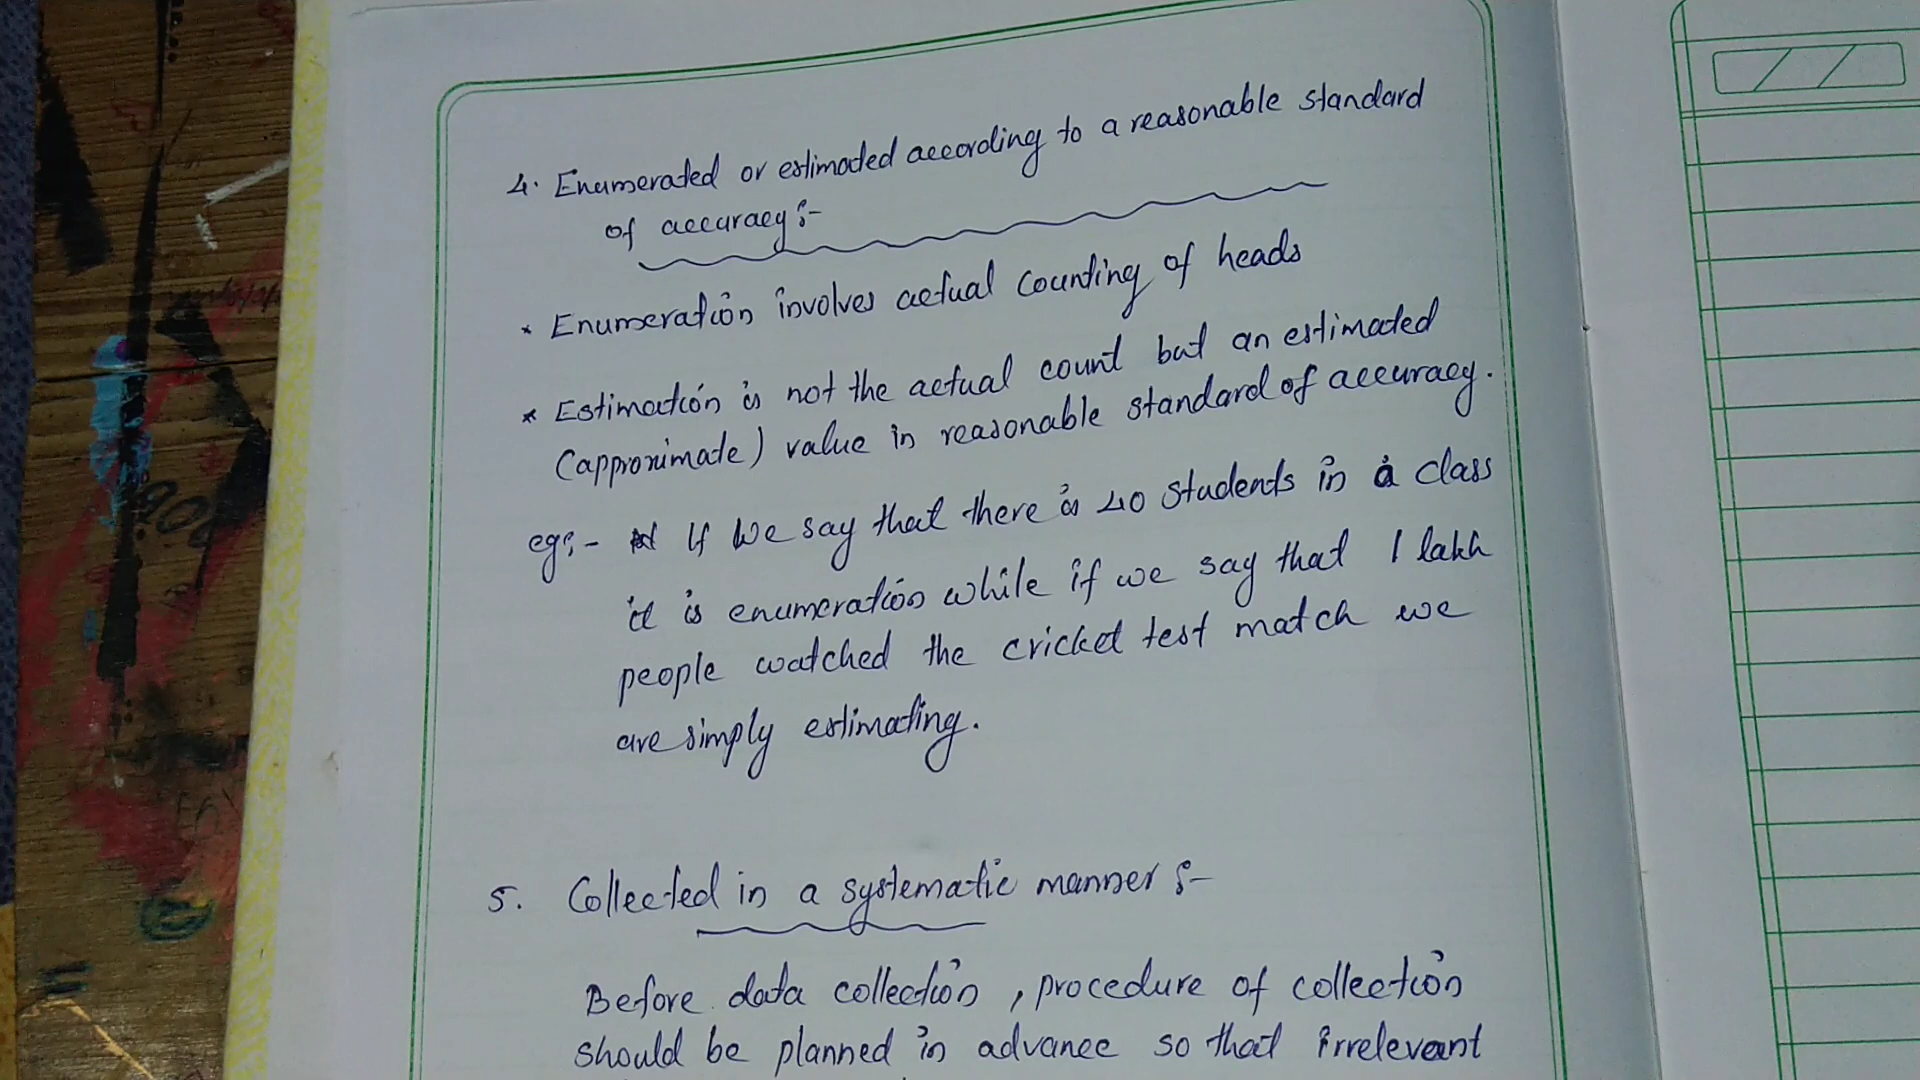 4. Enumerated or estimated according to a reasonable standard
of accuracy :-
* Enumeration involves actual counting of heads
* Estimation is not the actual count but an estimated
(approximate) value in reasonable standard of accuracy.
eg:- If we say that there is 40 students in a class
it is enumeration while if we say that 1 lakh
people watched the cricket test match we
are simply estimating.
5. Collected in a systematic manner :-
Before data collection, procedure of collection
should be planned in advance so that irrelevant